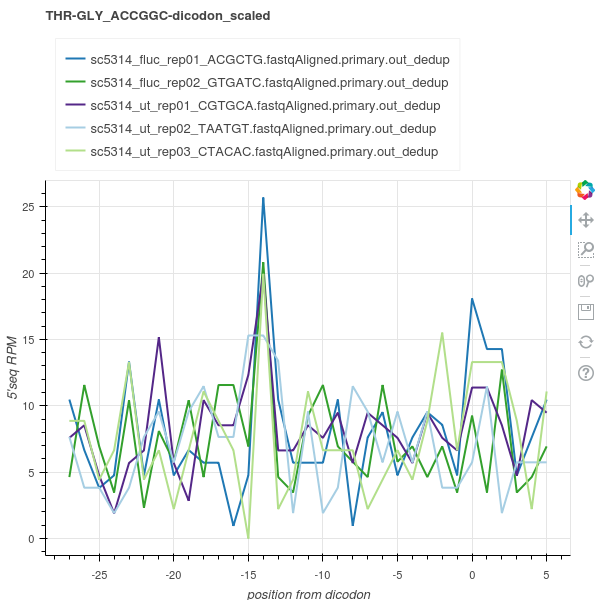 THR-GLY_ACCGGC-dicodon_scaled
sc5314_fluc_rep01_ACGCTG.fastqAligned.primary.out_dedup
sc5314_fluc_rep02_GTGATC.fastqAligned.primary.out_dedup
sc5314_ut_rep01_CGTGCA.fastqAligned.primary.out_dedup
sc5314_ut_rep02_TAATGT.fastqAligned.primary.out_dedup
sc5314_ut_rep03_CTACAC.fastqAligned.primary.out_dedup
25
20
15
10
5
0
5'seq RPM
-25 -20 -15 -10 -5 0 5
position from dicodon